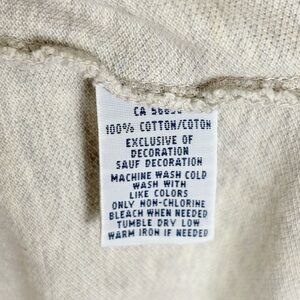 CA
100% COTTON/COTON
EXCLUSIVE OF
DECORATION
SAUF DECORATION
MACHINE WASH COLD
WASH WITH
LIKE COLORS
ONLY NON-CHLORINE
BLEACH WHEN NEEDED
TUMBLE DRY LOW
WARM IRON IF NEEDED